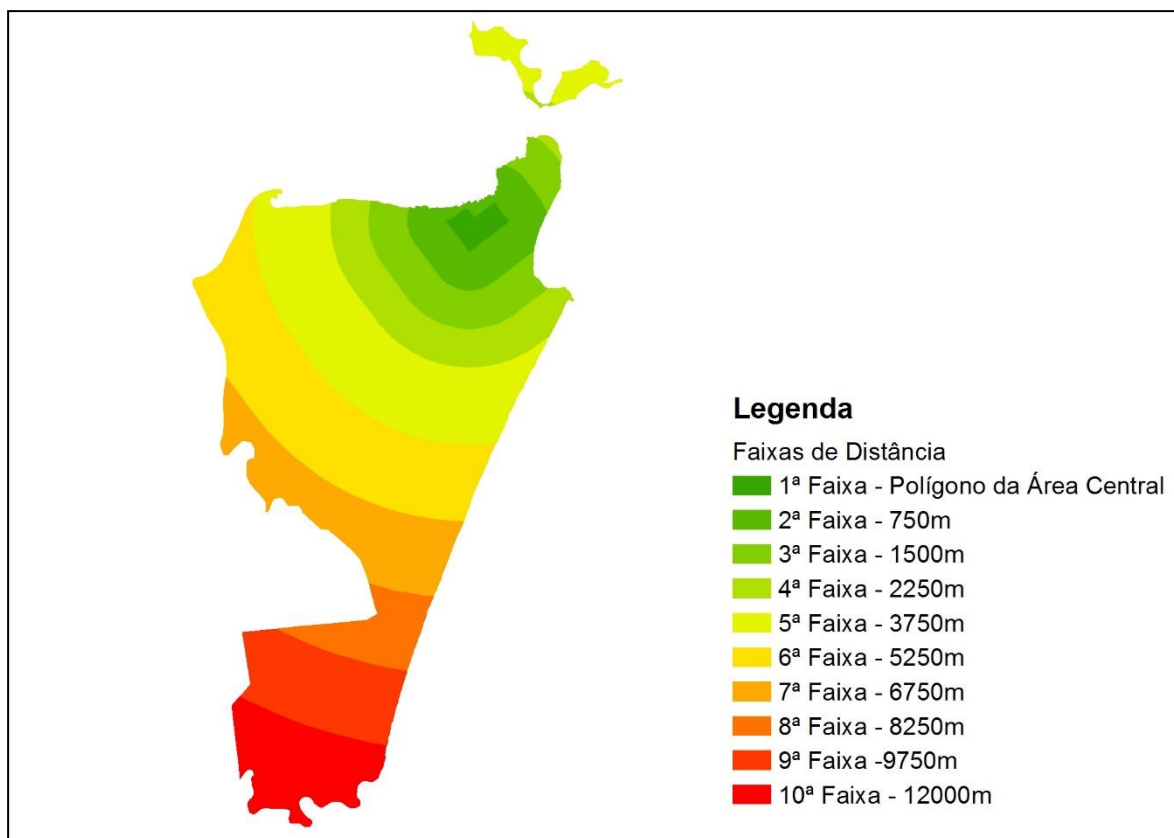 Legenda
Faixas de Distância
1ª Faixa - Polígono da Área Central
2ª Faixa - 750m
3ª Faixa - 1500m
4ª Faixa - 2250m
5ª Faixa - 3750m
6ª Faixa - 5250m
7ª Faixa - 6750m
8ª Faixa - 8250m
9ª Faixa -9750m
10ª Faixa - 12000m